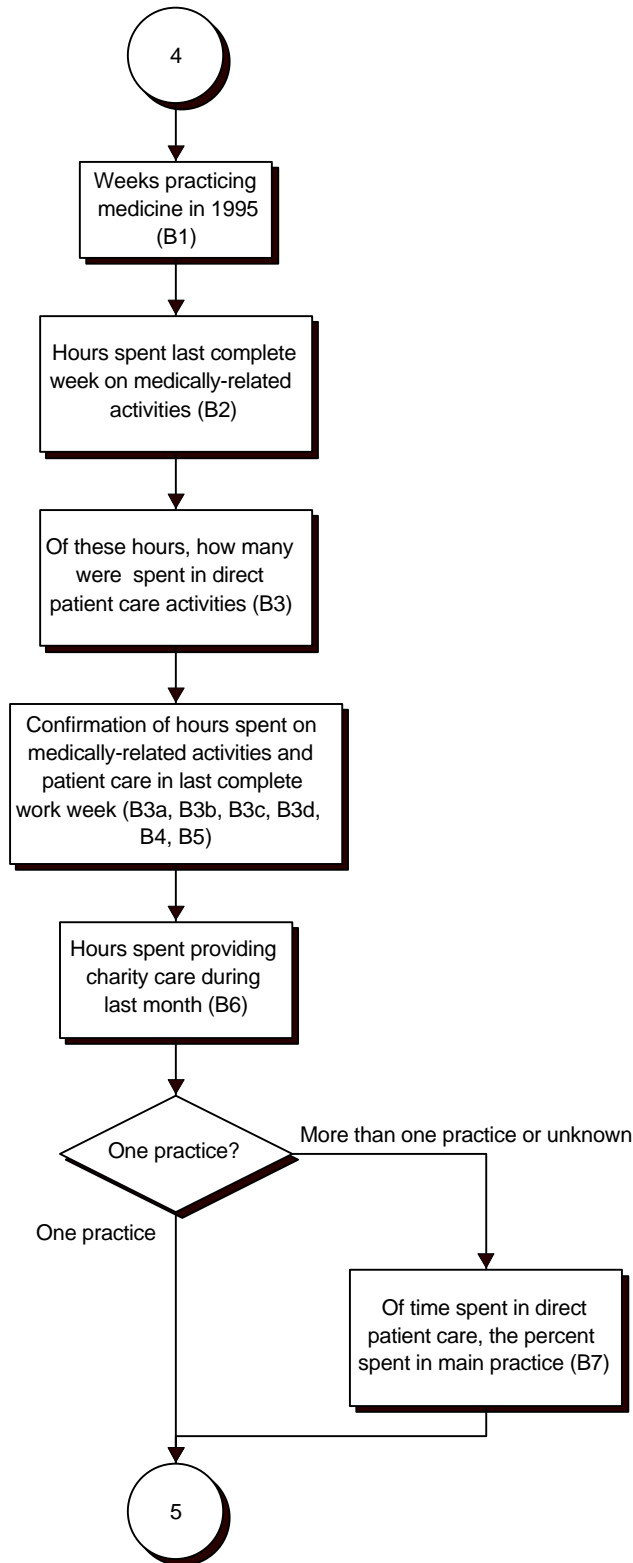 4
Weeks practicing
medicine in 1995
(B1)
Hours spent last complete
week on medically-related
activities (B2)
Of these hours, how many
were spent in direct
patient care activities (B3)
Confirmation of hours spent on
medically-related activities and
patient care in last complete
work week (B3a, B3b, B3c, B3d,
B4, B5)
Hours spent providing
charity care during
last month (B6)
One practice?
More than one practice or unknown
One practice
Of time spent in direct
patient care, the percent
spent in main practice (B7)
5